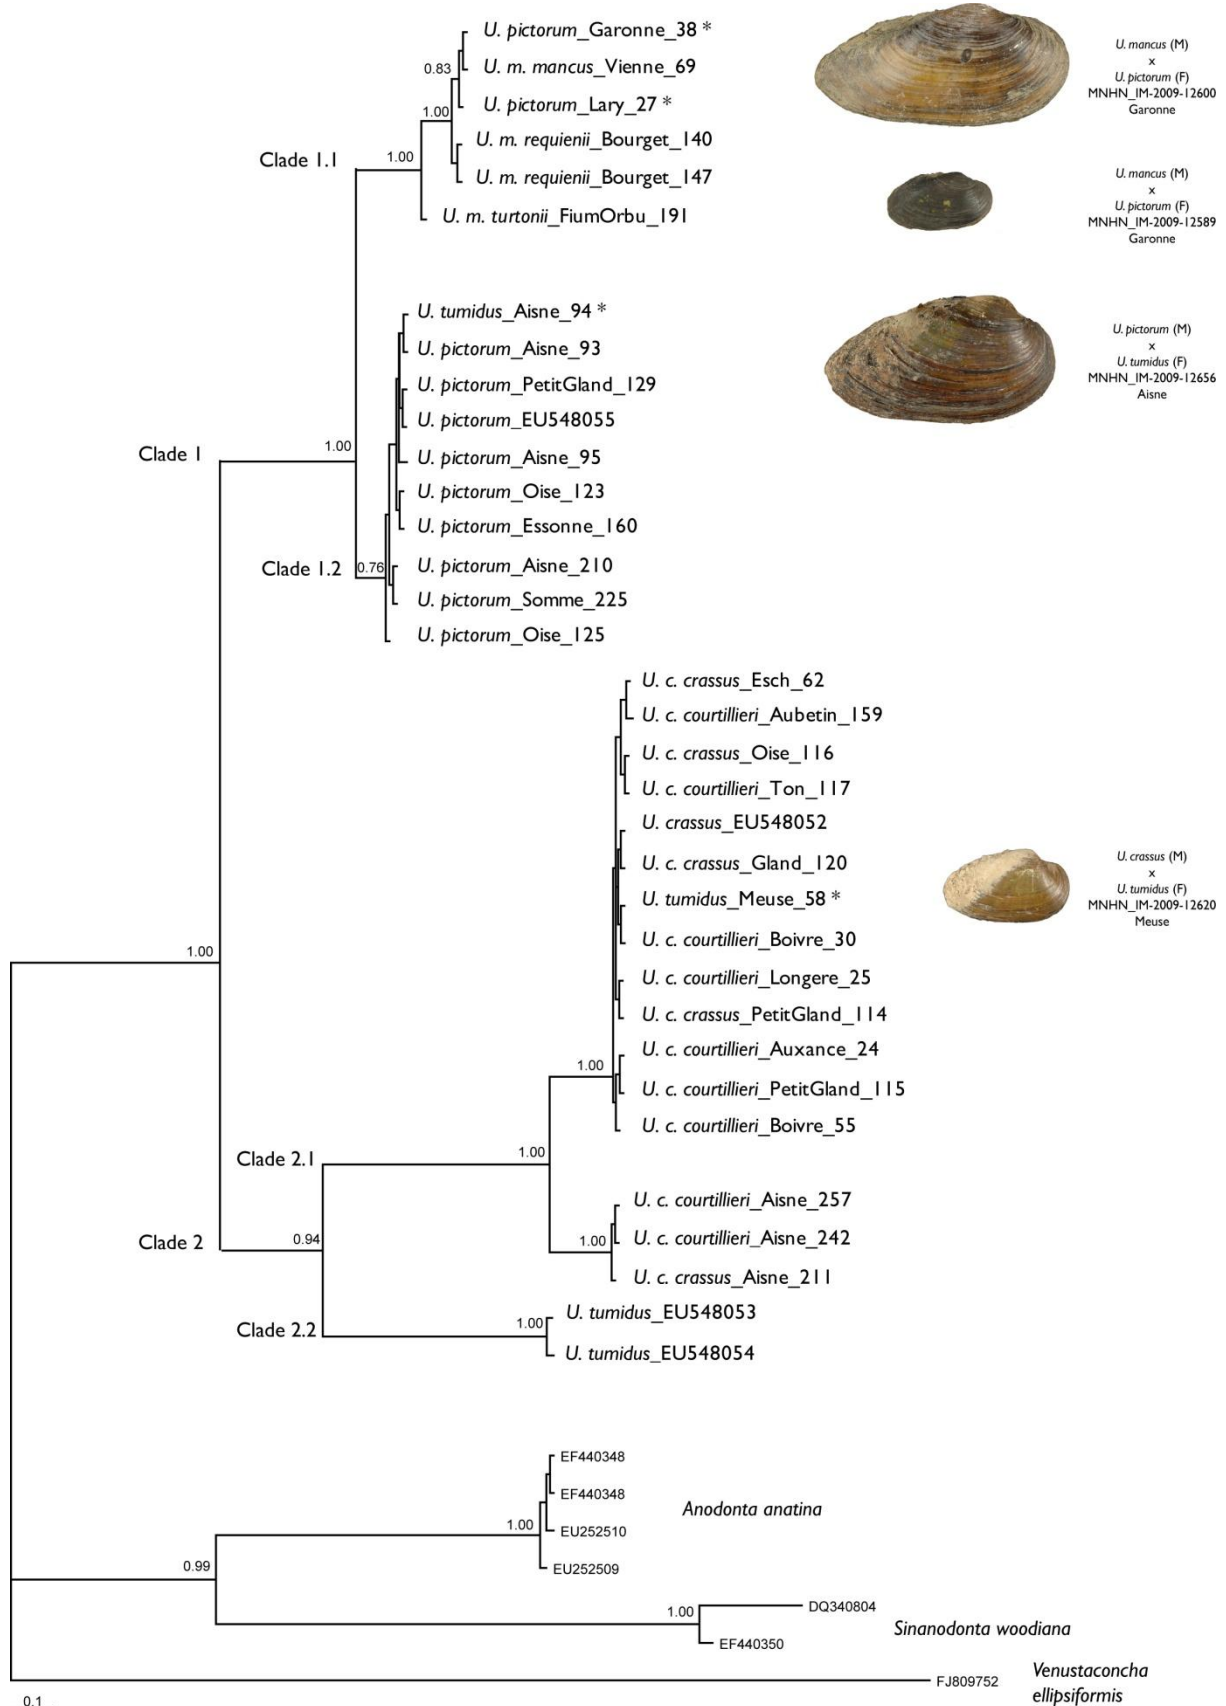 U. pictorum_Garonne_38 *
0.83
U. m. mancus_Vienne_69
U. pictorum_Lary_27 *
1.00
U. m. requienii_Bourget_140
Clade 1.1
1.00
U. m. requienii_Bourget_147
U. m. turtonii_FiumOrbu_191
U. mancus (M)
x
U. pictorum (F)
MNHN_IM-2009-12600
Garonne
U. mancus (M)
x
U. pictorum (F)
MNHN_IM-2009-12589
Garonne
U. tumidus_Aisne_94 *
U. pictorum_Aisne_93
U. pictorum_PetitGland_129
U. pictorum_EU548055
Clade 1
1.00
U. pictorum_Aisne_95
U. pictorum_Oise_123
U. pictorum_Essonne_160
Clade 1.2
0.76
U. pictorum_Aisne_210
U. pictorum_Somme_225
U. pictorum_Oise_125
U. pictorum (M)
x
U. tumidus (F)
MNHN_IM-2009-12656
Aisne
U. c. crassus_Esch_62
U. c. courtillieri_Aubetin_159
U. c. crassus_Oise_116
U. c. courtillieri_Ton_117
U. crassus_EU548052
U. c. crassus_Gland_120
U. tumidus_Meuse_58 *
U. c. courtillieri_Boivre_30
U. crassus (M)
x
U. tumidus (F)
MNHN_IM-2009-12620
Meuse
1.00
U. c. courtillieri_Longere_25
U. c. crassus_PetitGland_114
U. c. courtillieri_Auxance_24
1.00
U. c. courtillieri_PetitGland_115
U. c. courtillieri_Boivre_55
Clade 2.1
1.00
U. c. courtillieri_Aisne_257
Clade 2
0.94
1.00
U. c. courtillieri_Aisne_242
U. c. crassus_Aisne_211
U. tumidus_EU548053
Clade 2.2
1.00
U. tumidus_EU548054
EF440348
EF440348
Anodonta anatina
1.00
EU252510
0.99
EU252509
1.00
DQ340804
Sinanodonta woodiana
EF440350
FJ809752
Venustaconcha
ellipsiformis
0.1